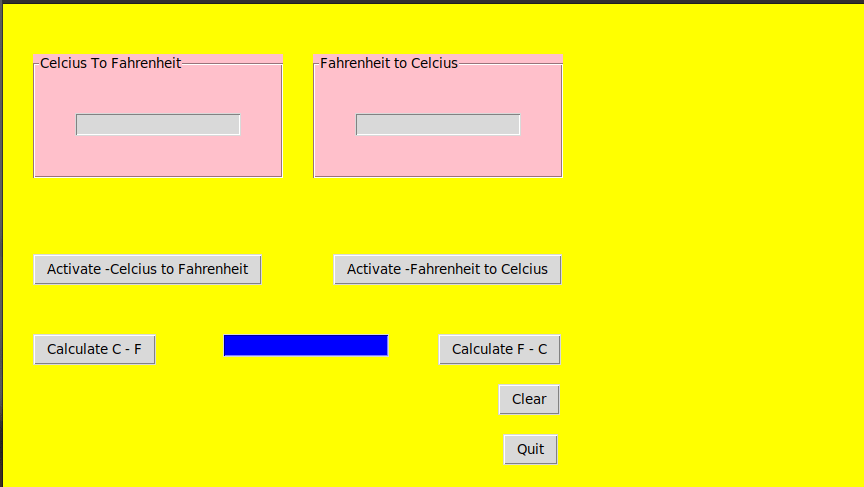 Celcius To Fahrenheit
Fahrenheit to Celcius
Activate -Celcius to Fahrenheit
Activate -Fahrenheit to Celcius
Calculate C - F
Calculate F - C
Clear
Quit